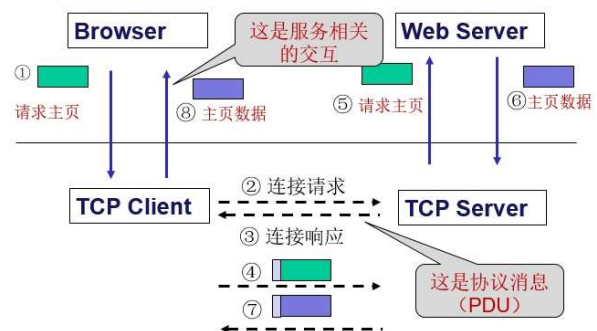 Browser
这是服务相关
的交互
Web Server
①
请求主页
⑧ 主页数据
⑤ 请求主页
⑥主页数据
TCP Client
② 连接请求
TCP Server
③ 连接响应
④
⑦
这是协议消息
（PDU）